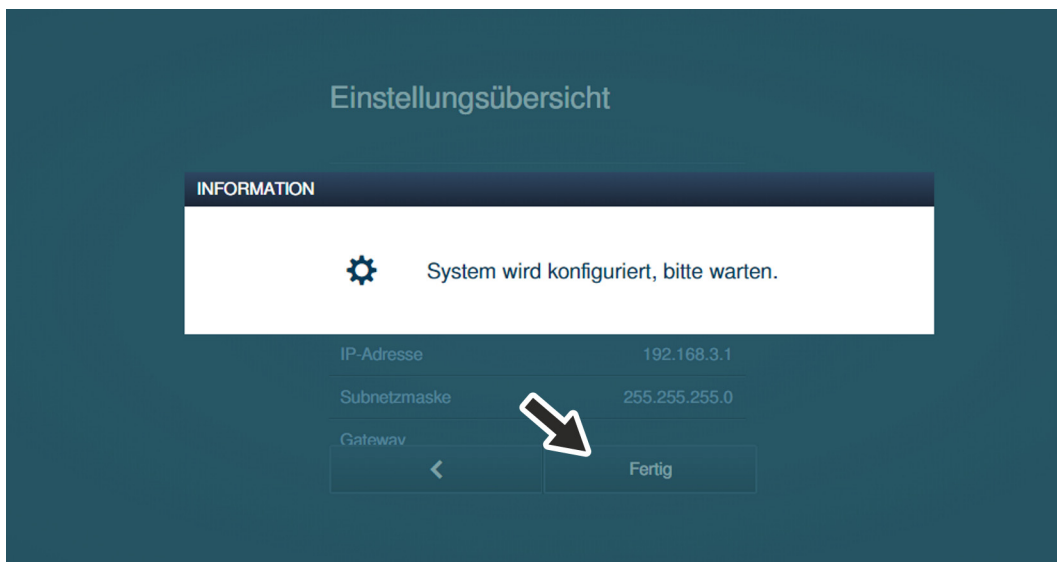 Einstellungsübersicht
INFORMATION
System wird konfiguriert, bitte warten.
IP-Adresse 192.168.3.1
Subnetzmaske 255.255.255.0
Gateway
Fertig